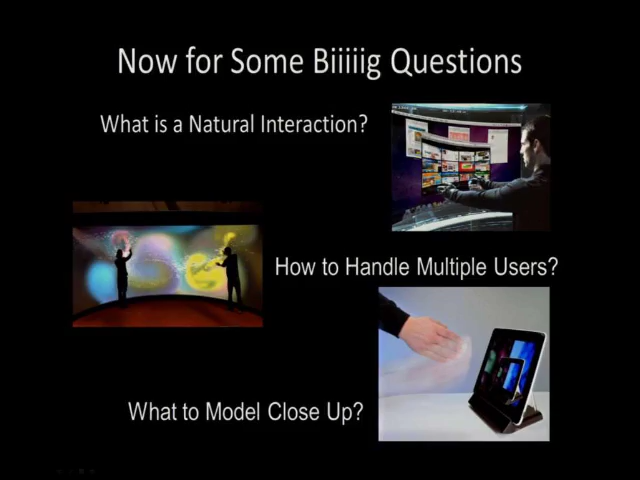 Now for Some Biiiiig Questions
What is a Natural Interaction?
How to Handle Multiple Users?
What to Model Close Up?